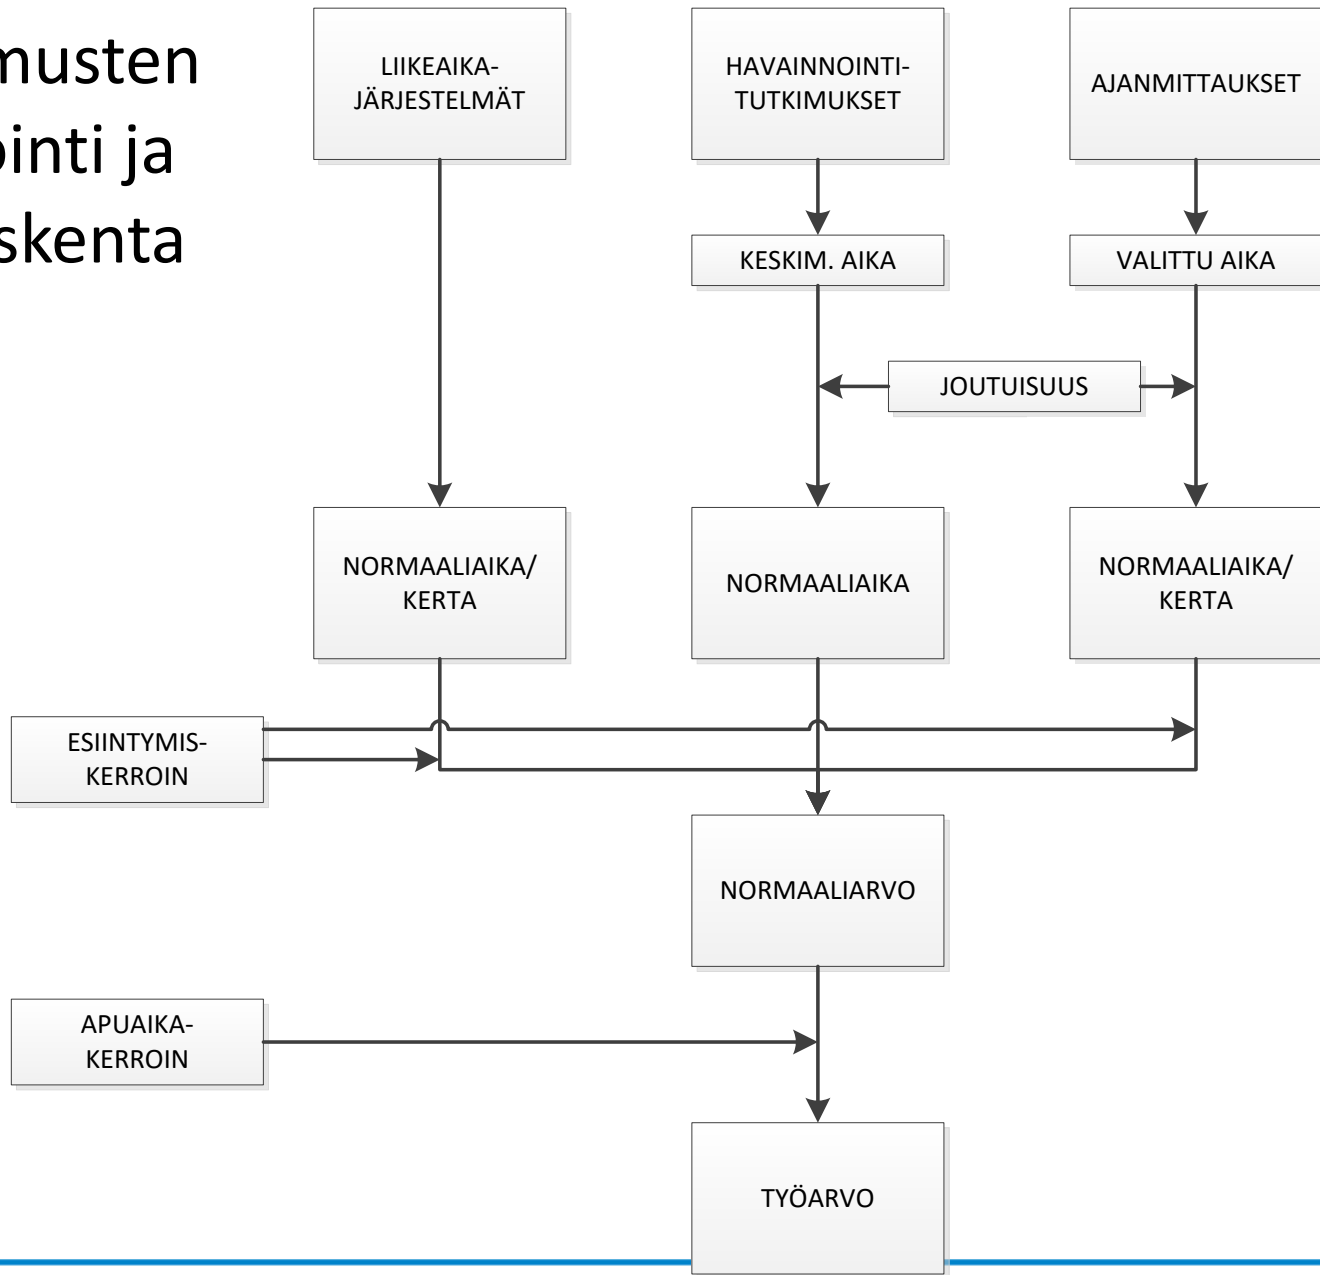 musten
ointi ja
skenta
LIIKEAIKA-
JÄRJESTELMÄT
HAVAINNOINTI-
TUTKIMUKSET
AJANMITTAUKSET
KESKIM. AIKA
VALITTU AIKA
JOUTUISUUS
NORMAALIAIKA/
KERTA
NORMAALIAIKA
NORMAALIAIKA/
KERTA
ESIINTYMIS-
KERROIN
NORMAALIARVO
APUAIKA-
KERROIN
TYÖARVO